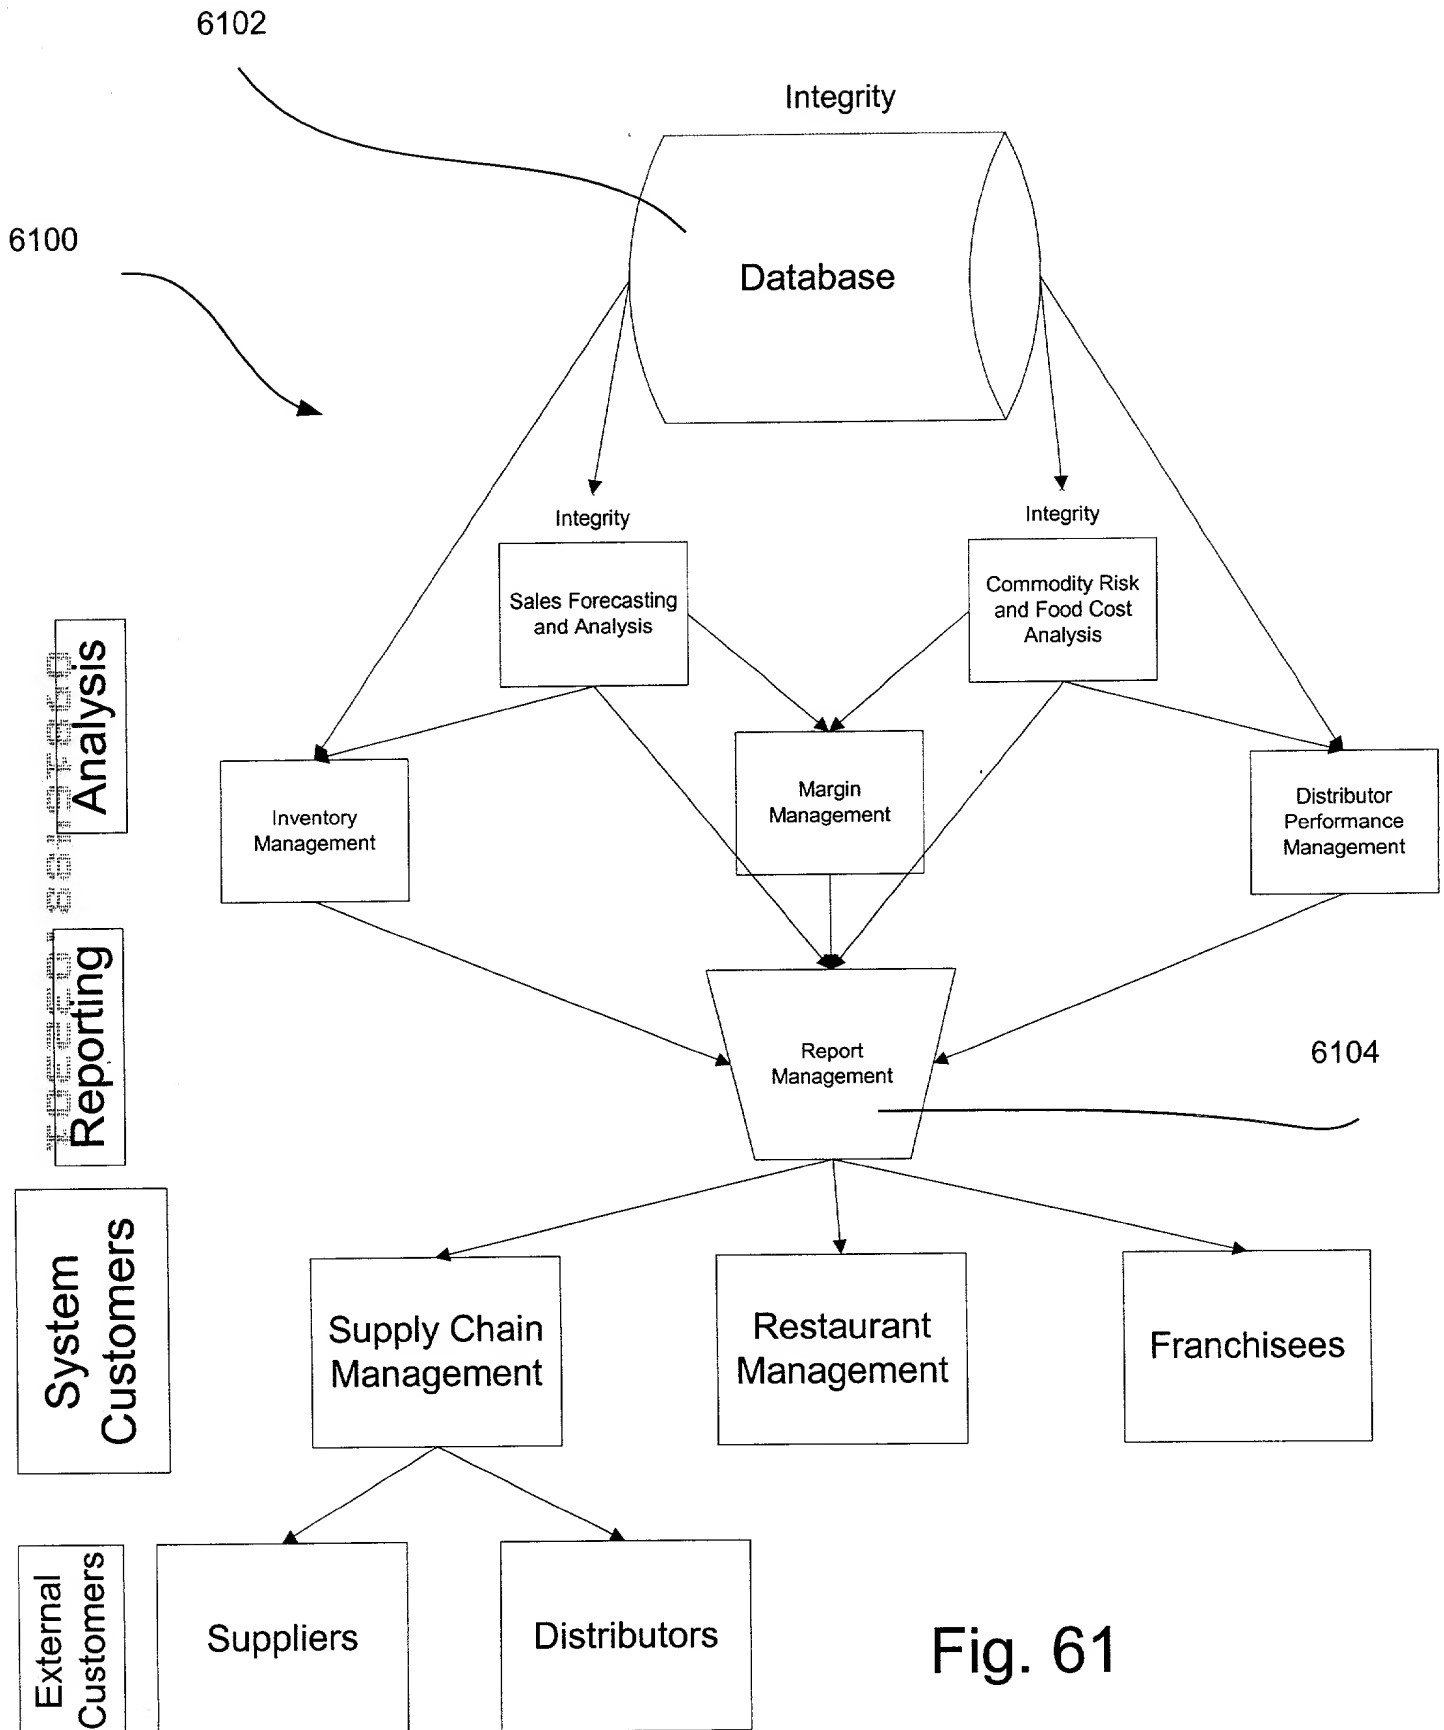 6102
Integrity
6100
Database
Integrity
Integrity
Sales Forecasting
and Analysis
Commodity Risk
and Food Cost
Analysis
Analysis
Inventory
Management
Margin
Management
Distributor
Performance
Management
Reporting
Report
Management
6104
System
Customers
Supply Chain
Management
Restaurant
Management
Franchisees
External
Customers
Suppliers
Distributors
Fig. 61